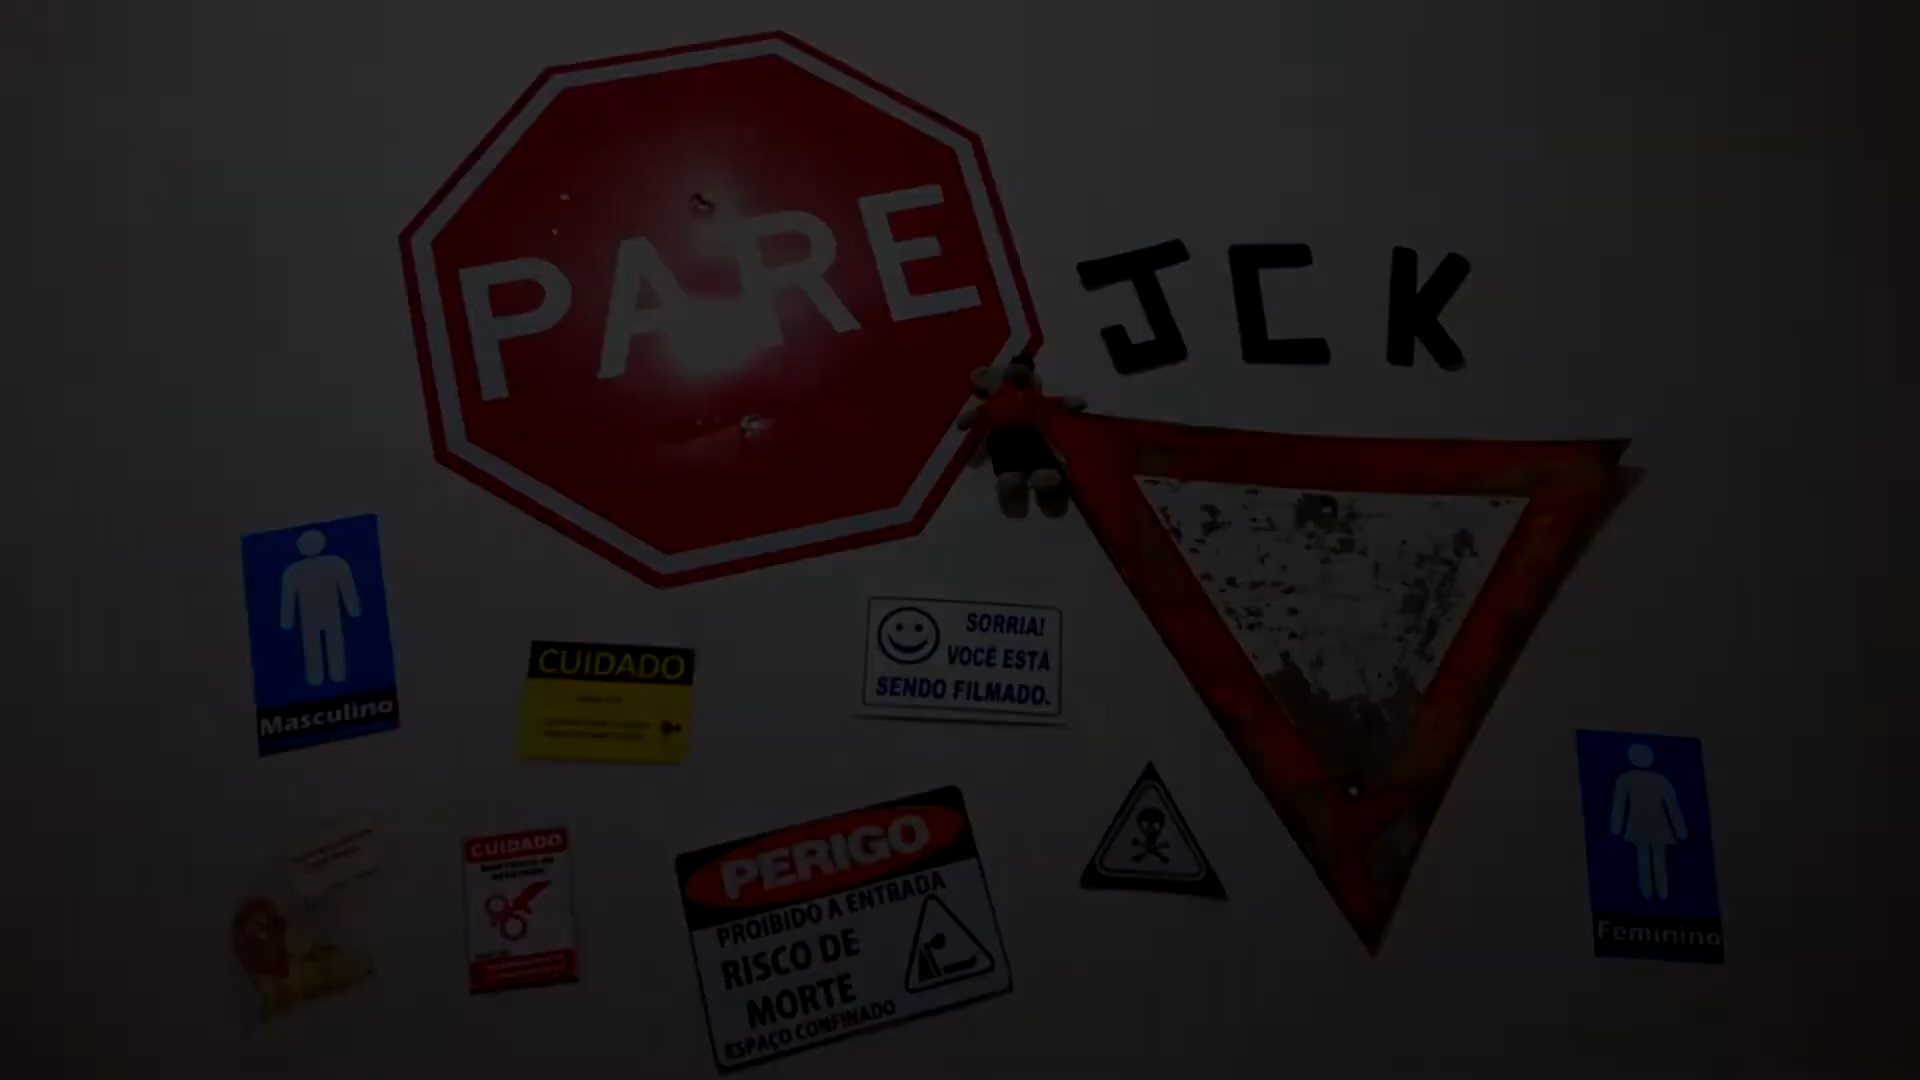 PARE
JCK
Masculino
CUIDADO
SORRIA!
VOCÊ ESTA
SENDO FILMADO.
CUIDADO
PERIGO
PROIBIDO A ENTRADA
RISCO DE
MORTE
ESPAÇO CONFINADO
Feminino